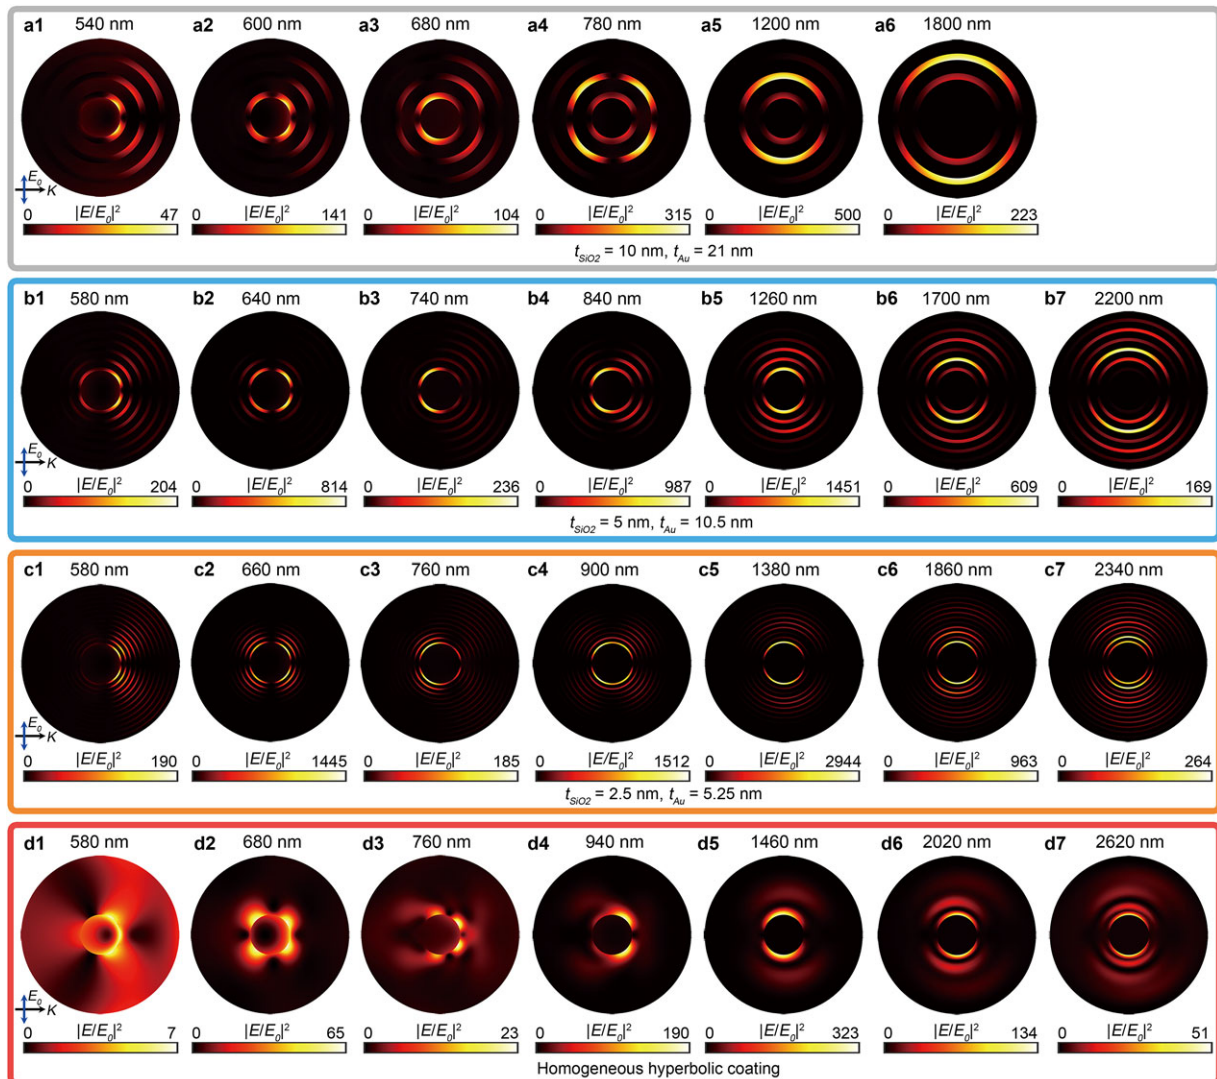 a1 540 nm a2 600 nm a3 680 nm a4 780 nm a5 1200 nm a6 1800 nm
E0
K
0 |E/E0|² 47 0 |E/E0|² 141 0 |E/E0|² 104 0 |E/E0|² 315 0 |E/E0|² 500 0 |E/E0|² 223
tSiO2 = 10 nm, tAu = 21 nm
b1 580 nm b2 640 nm b3 740 nm b4 840 nm b5 1260 nm b6 1700 nm b7 2200 nm
E0
K
0 |E/E0|² 204 0 |E/E0|² 814 0 |E/E0|² 236 0 |E/E0|² 987 0 |E/E0|² 1451 0 |E/E0|² 609 0 |E/E0|² 169
tSiO2 = 5 nm, tAu = 10.5 nm
c1 580 nm c2 660 nm c3 760 nm c4 900 nm c5 1380 nm c6 1860 nm c7 2340 nm
E0
K
0 |E/E0|² 190 0 |E/E0|² 1445 0 |E/E0|² 185 0 |E/E0|² 1512 0 |E/E0|² 2944 0 |E/E0|² 963 0 |E/E0|² 264
tSiO2 = 2.5 nm, tAu = 5.25 nm
d1 580 nm d2 680 nm d3 760 nm d4 940 nm d5 1460 nm d6 2020 nm d7 2620 nm
E0
K
0 |E/E0|² 7 0 |E/E0|² 65 0 |E/E0|² 23 0 |E/E0|² 190 0 |E/E0|² 323 0 |E/E0|² 134 0 |E/E0|² 51
Homogeneous hyperbolic coating